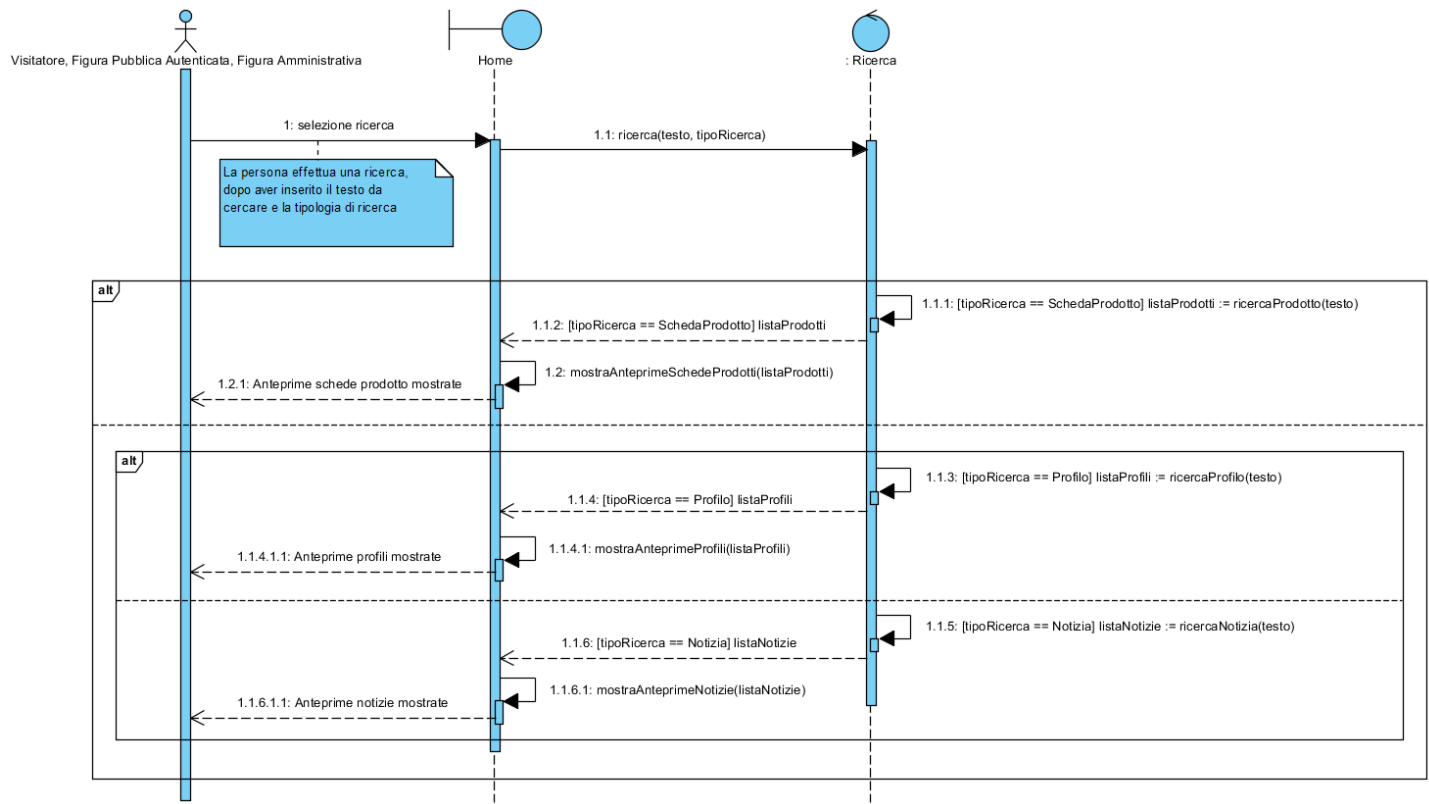 Visitatore, Figura Pubblica Autenticata, Figura Amministrativa
Home
: Ricerca
1: selezione ricerca
1.1: ricerca(testo, tipoRicerca)
La persona effettua una ricerca,
dopo aver inserito il testo da
cercare e la tipologia di ricerca
alt
1.1.1: [tipoRicerca == SchedaProdotto] listaProdotti := ricercaProdotto(testo)
1.1.2: [tipoRicerca == SchedaProdotto] listaProdotti
1.2: mostraAnteprimeSchedeProdotti(listaProdotti)
1.2.1: Anteprime schede prodotto mostrate
alt
1.1.3: [tipoRicerca == Profilo] listaProfili := ricercaProfilo(testo)
1.1.4: [tipoRicerca == Profilo] listaProfili
1.1.4.1: mostraAnteprimeProfili(listaProfili)
1.1.4.1.1: Anteprime profili mostrate
1.1.5: [tipoRicerca == Notizia] listaNotizie := ricercaNotizia(testo)
1.1.6: [tipoRicerca == Notizia] listaNotizie
1.1.6.1: mostraAnteprimeNotizie(listaNotizie)
1.1.6.1.1: Anteprime notizie mostrate